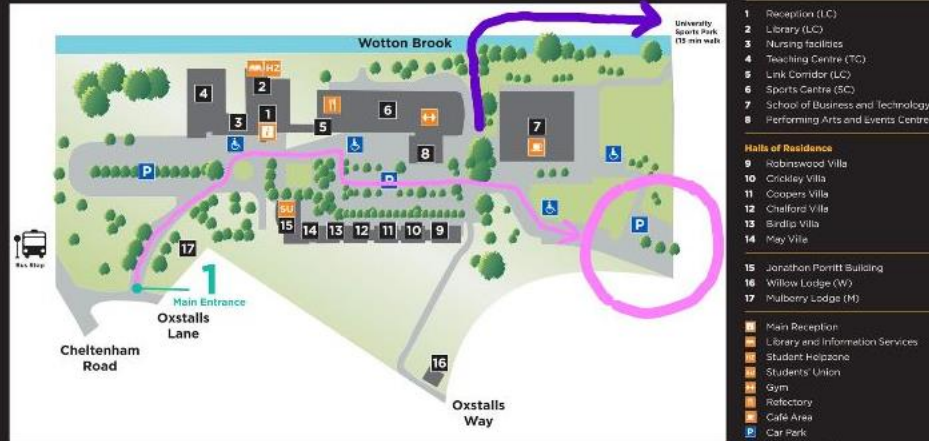 University
Sports Park
(15 min walk
Wotton Brook
HZ
4
2
1
3
i
5
6
7
8
P
P
P
SU
15
14
13
12
11
10
9
17
Bus Stop
1
Main Entrance
Oxstalls
Lane
Cheltenham
Road
16
Oxstalls
Way
1 Reception (LC)
2 Library (LC)
3 Nursing facilities
4 Teaching Centre (TC)
5 Link Corridor (LC)
6 Sports Centre (SC)
7 School of Business and Technology
8 Performing Arts and Events Centre
Halls of Residence
9 Robinswood Villa
10 Crickley Villa
11 Coopers Villa
12 Chalford Villa
13 Birdlip Villa
14 May Villa
15 Jonathon Porritt Building
16 Willow Lodge (W)
17 Mulberry Lodge (M)
i Main Reception
Library and Information Services
HZ Student Helpzone
SU Students' Union
Gym
Refectory
Café Area
P Car Park